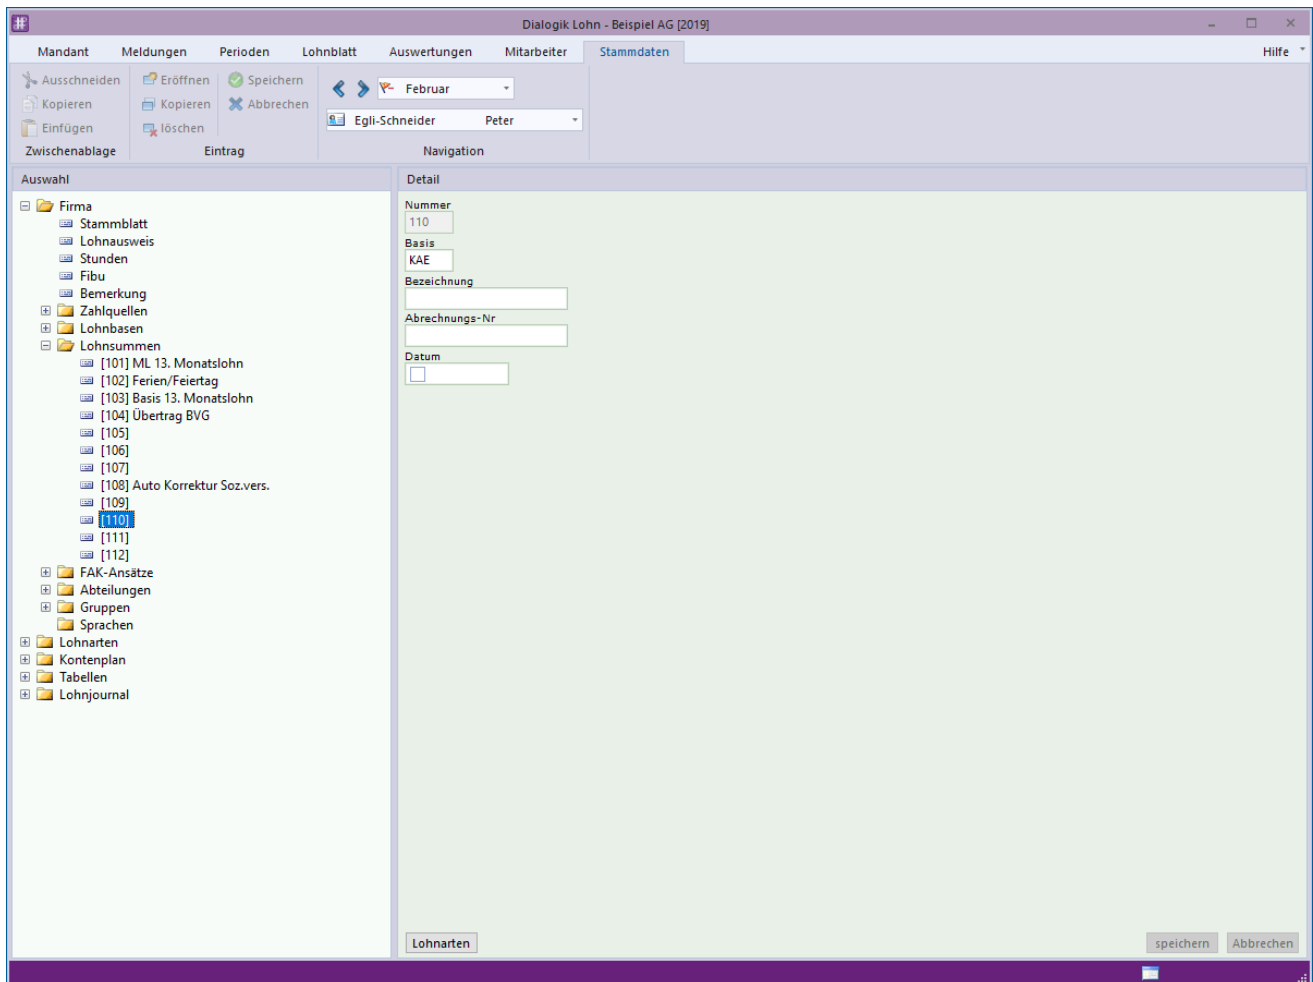 Dialogik Lohn - Beispiel AG [2019]
Mandant Meldungen Perioden Lohnblatt Auswertungen Mitarbeiter Stammdaten Hilfe
Ausschneiden Eröffnen Speichern
Februar
Kopieren Kopieren Abbrechen
Egli-Schneider Peter
Einfügen löschen
Zwischenablage Eintrag Navigation
Auswahl
Firma
Stammblatt
Lohnausweis
Stunden
Fibu
Bemerkung
Zahlquellen
Lohnbasen
Lohnsummen
[101] ML 13. Monatslohn
[102] Ferien/Feiertag
[103] Basis 13. Monatslohn
[104] Übertrag BVG
[105]
[106]
[107]
[108] Auto Korrektur Soz.vers.
[109]
[110]
[111]
[112]
FAK-Ansätze
Abteilungen
Gruppen
Sprachen
Lohnarten
Kontenplan
Tabellen
Lohnjournal
Detail
Nummer
110
Basis
KAE
Bezeichnung
Abrechnungs-Nr
Datum
Lohnarten speichern Abbrechen